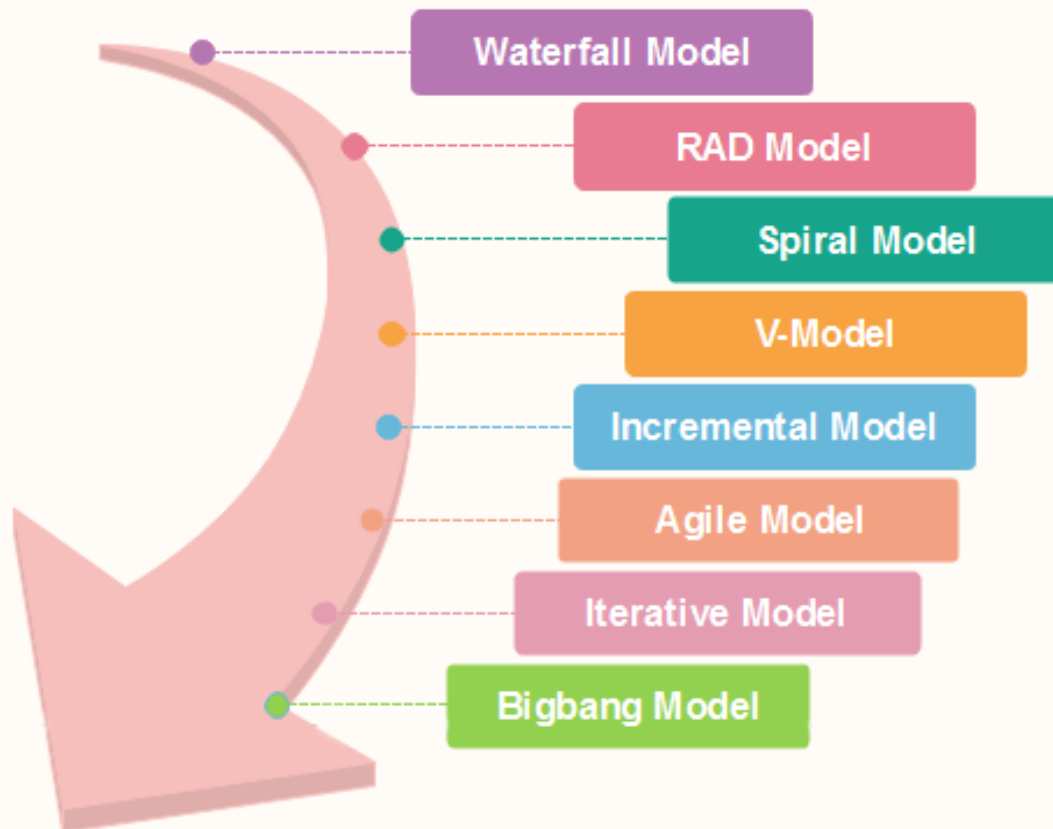 Waterfall Model
RAD Model
Spiral Model
V-Model
Incremental Model
Agile Model
Iterative Model
Bigbang Model